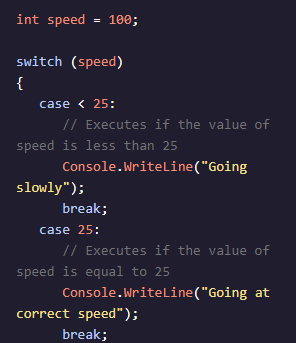 int speed = 100;

switch (speed)
{
   case < 25:
      // Executes if the value of
speed is less than 25
      Console.WriteLine("Going
slowly");
      break;
   case 25:
      // Executes if the value of
speed is equal to 25
      Console.WriteLine("Going at
correct speed");
      break;